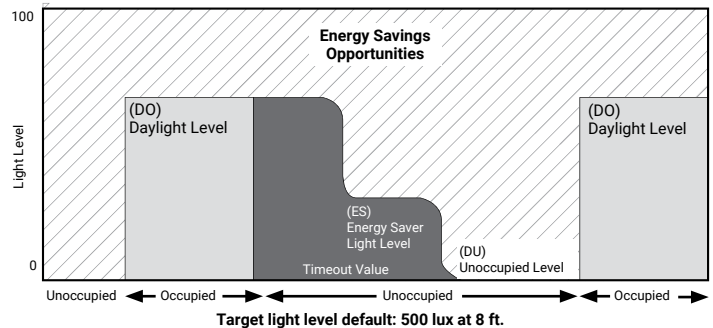 100
Energy Savings
Opportunities
(DO)
Daylight Level
(DO)
Daylight Level
Light Level
(ES)
Energy Saver
Light Level
(DU)
Unoccupied Level
Timeout Value
0
Unoccupied
Occupied
Unoccupied
Occupied
Target light level default: 500 lux at 8 ft.